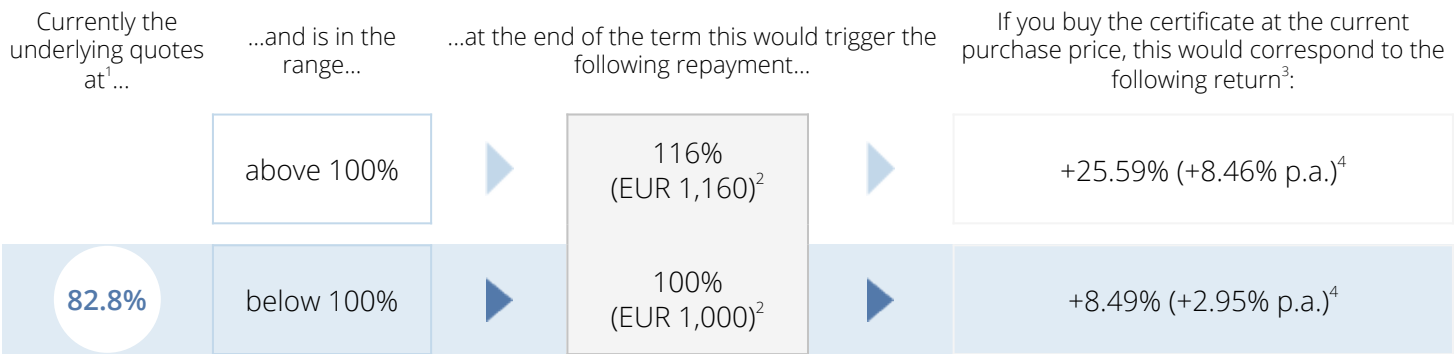 Currently the
underlying quotes
at¹...
...and is in the
range...
...at the end of the term this would trigger the
following repayment...
If you buy the certificate at the current
purchase price, this would correspond to the
following return³:
above 100%
116%
(EUR 1,160)²
+25.59% (+8.46% p.a.)⁴
82.8%
below 100%
100%
(EUR 1,000)²
+8.49% (+2.95% p.a.)⁴